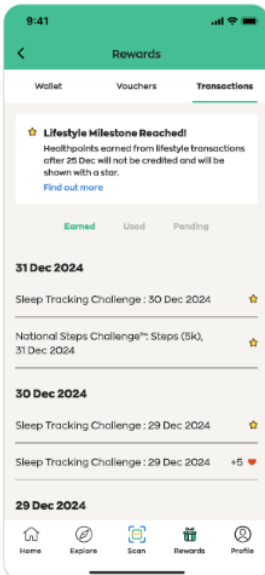 9:41
Rewards
Wallet Vouchers Transactions
Lifestyle Milestone Reached!
Healthpoints earned from lifestyle transactions
after 25 Dec will not be credited and will be
shown with a star.
Find out more
Earned Used Pending
31 Dec 2024
Sleep Tracking Challenge : 30 Dec 2024
National Steps Challenge™: Steps (5k),
31 Dec 2024
30 Dec 2024
Sleep Tracking Challenge : 29 Dec 2024
Sleep Tracking Challenge : 29 Dec 2024 +5
29 Dec 2024
Home Explore Scan Rewards Profile